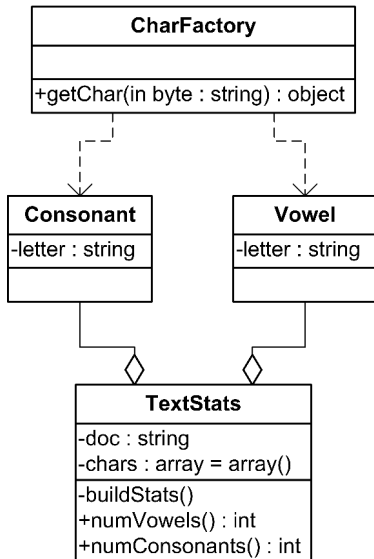 CharFactory
+getChar(in byte : string) : object
Consonant
-letter : string
Vowel
-letter : string
TextStats
-doc : string
-chars : array = array()
-buildStats()
+numVowels() : int
+numConsonants() : int